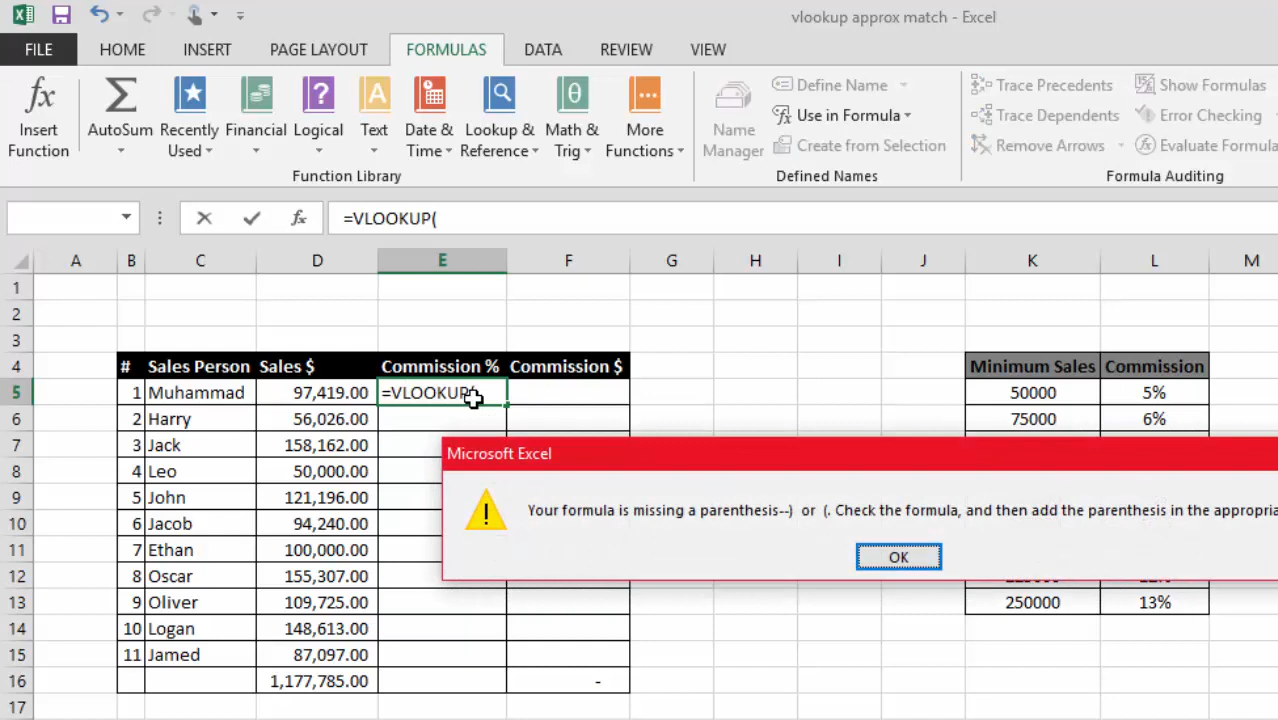 vlookup approx match - Excel
FILE HOME INSERT PAGE LAYOUT FORMULAS DATA REVIEW VIEW
fx Σ θ
Insert Function AutoSum Recently Used Financial Logical Text Date & Time Lookup & Reference Math & Trig More Functions
Function Library
Name Manager
Define Name
Use in Formula
Create from Selection
Defined Names
Trace Precedents Show Formulas
Trace Dependents Error Checking
Remove Arrows Evaluate Formula
Formula Auditing
fx =VLOOKUP(
A B C D E F G H I J K L M
1
2
3
4 # Sales Person Sales $ Commission % Commission $ Minimum Sales Commission
5 1 Muhammad 97,419.00 =VLOOKUP( 50000 5%
6 2 Harry 56,026.00 75000 6%
7 3 Jack 158,162.00
8 4 Leo 50,000.00
9 5 John 121,196.00
10 6 Jacob 94,240.00
11 7 Ethan 100,000.00
12 8 Oscar 155,307.00
13 9 Oliver 109,725.00 250000 13%
14 10 Logan 148,613.00
15 11 Jamed 87,097.00
16 1,177,785.00 -
17
Microsoft Excel
Your formula is missing a parenthesis--) or (. Check the formula, and then add the parenthesis in the appropria
OK